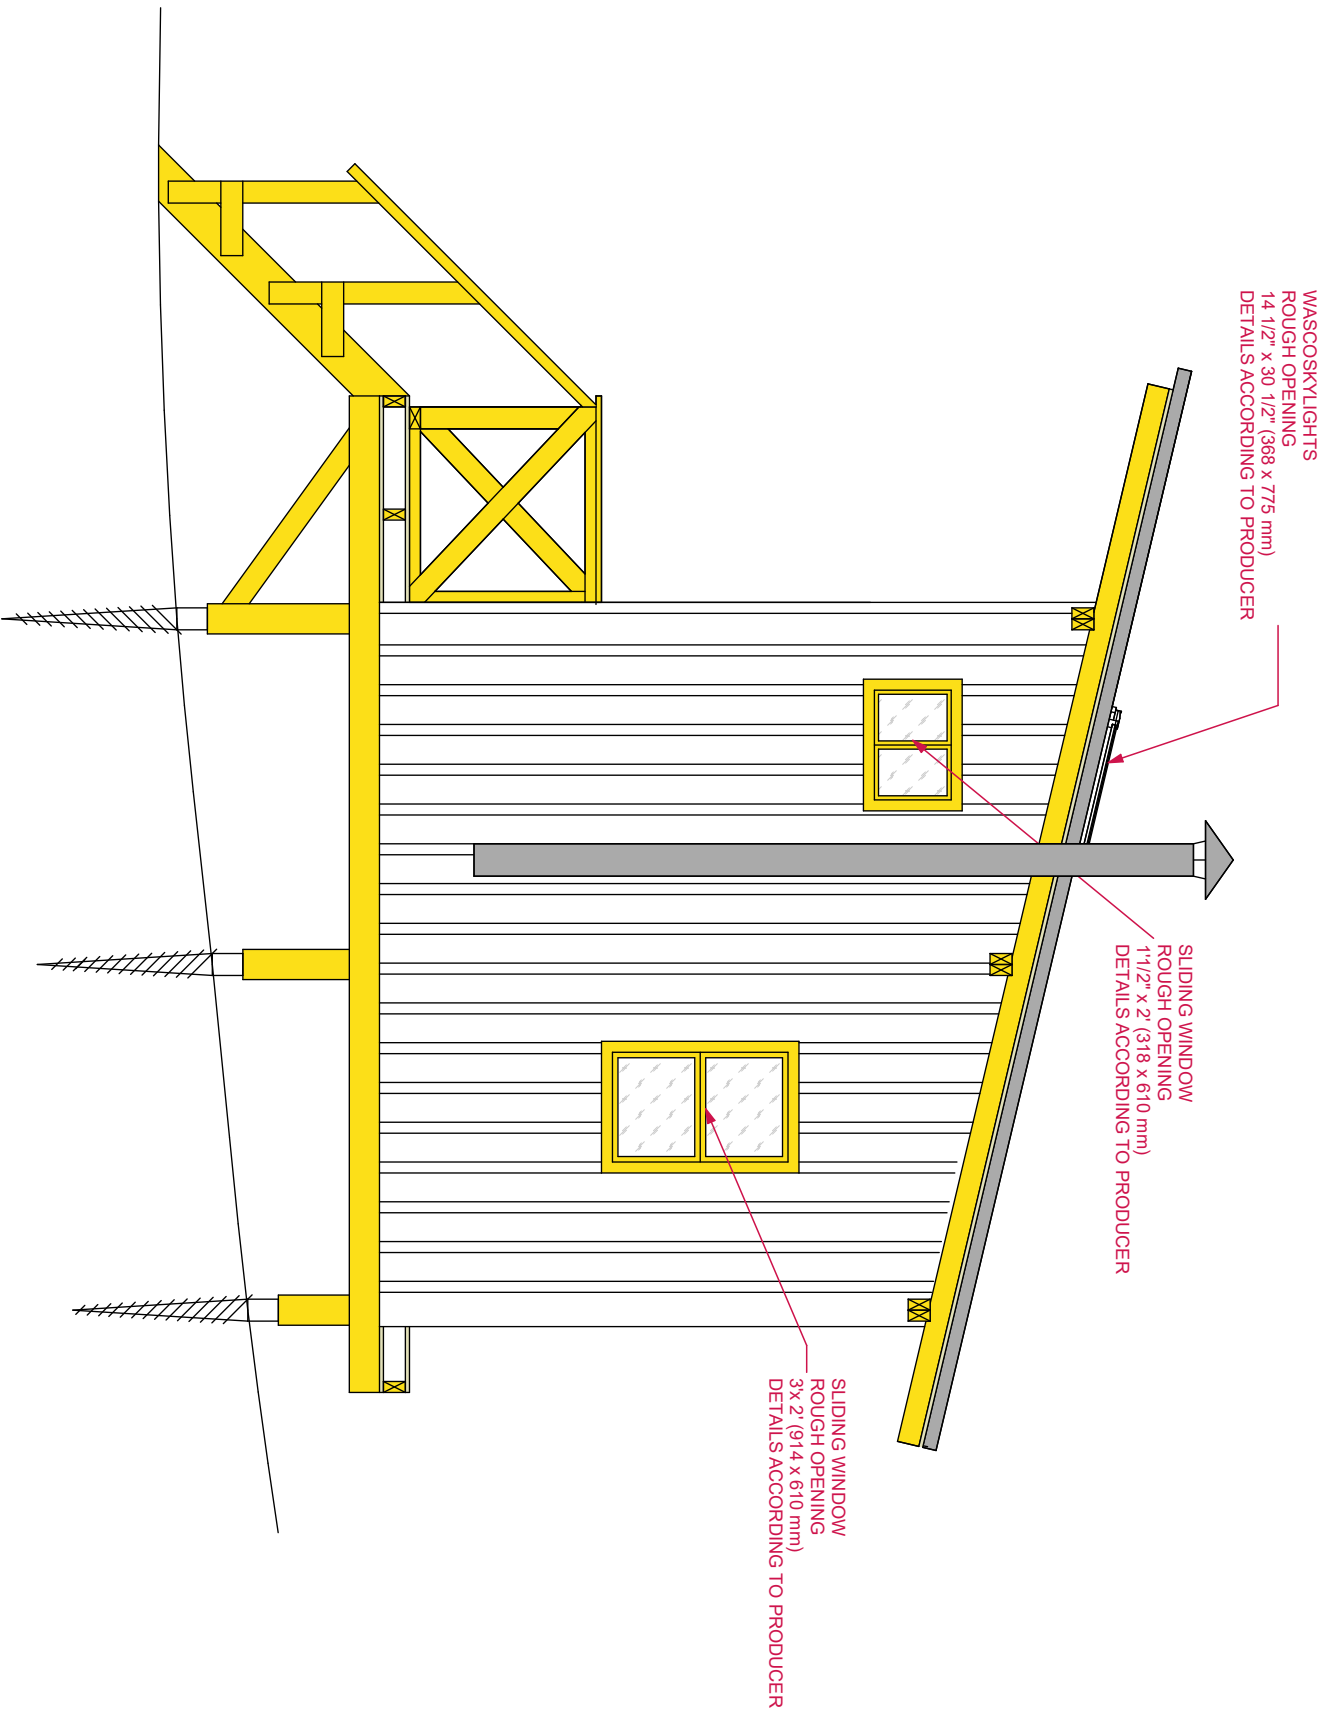 WASCOSKYLIGHTS
ROUGH OPENING
14 1/2" x 30 1/2" (368 x 775 mm)
DETAILS ACCORDING TO PRODUCER
SLIDING WINDOW
ROUGH OPENING
1'1/2" x 2' (318 x 610 mm)
DETAILS ACCORDING TO PRODUCER
SLIDING WINDOW
ROUGH OPENING
3'x 2' (914 x 610 mm)
DETAILS ACCORDING TO PRODUCER